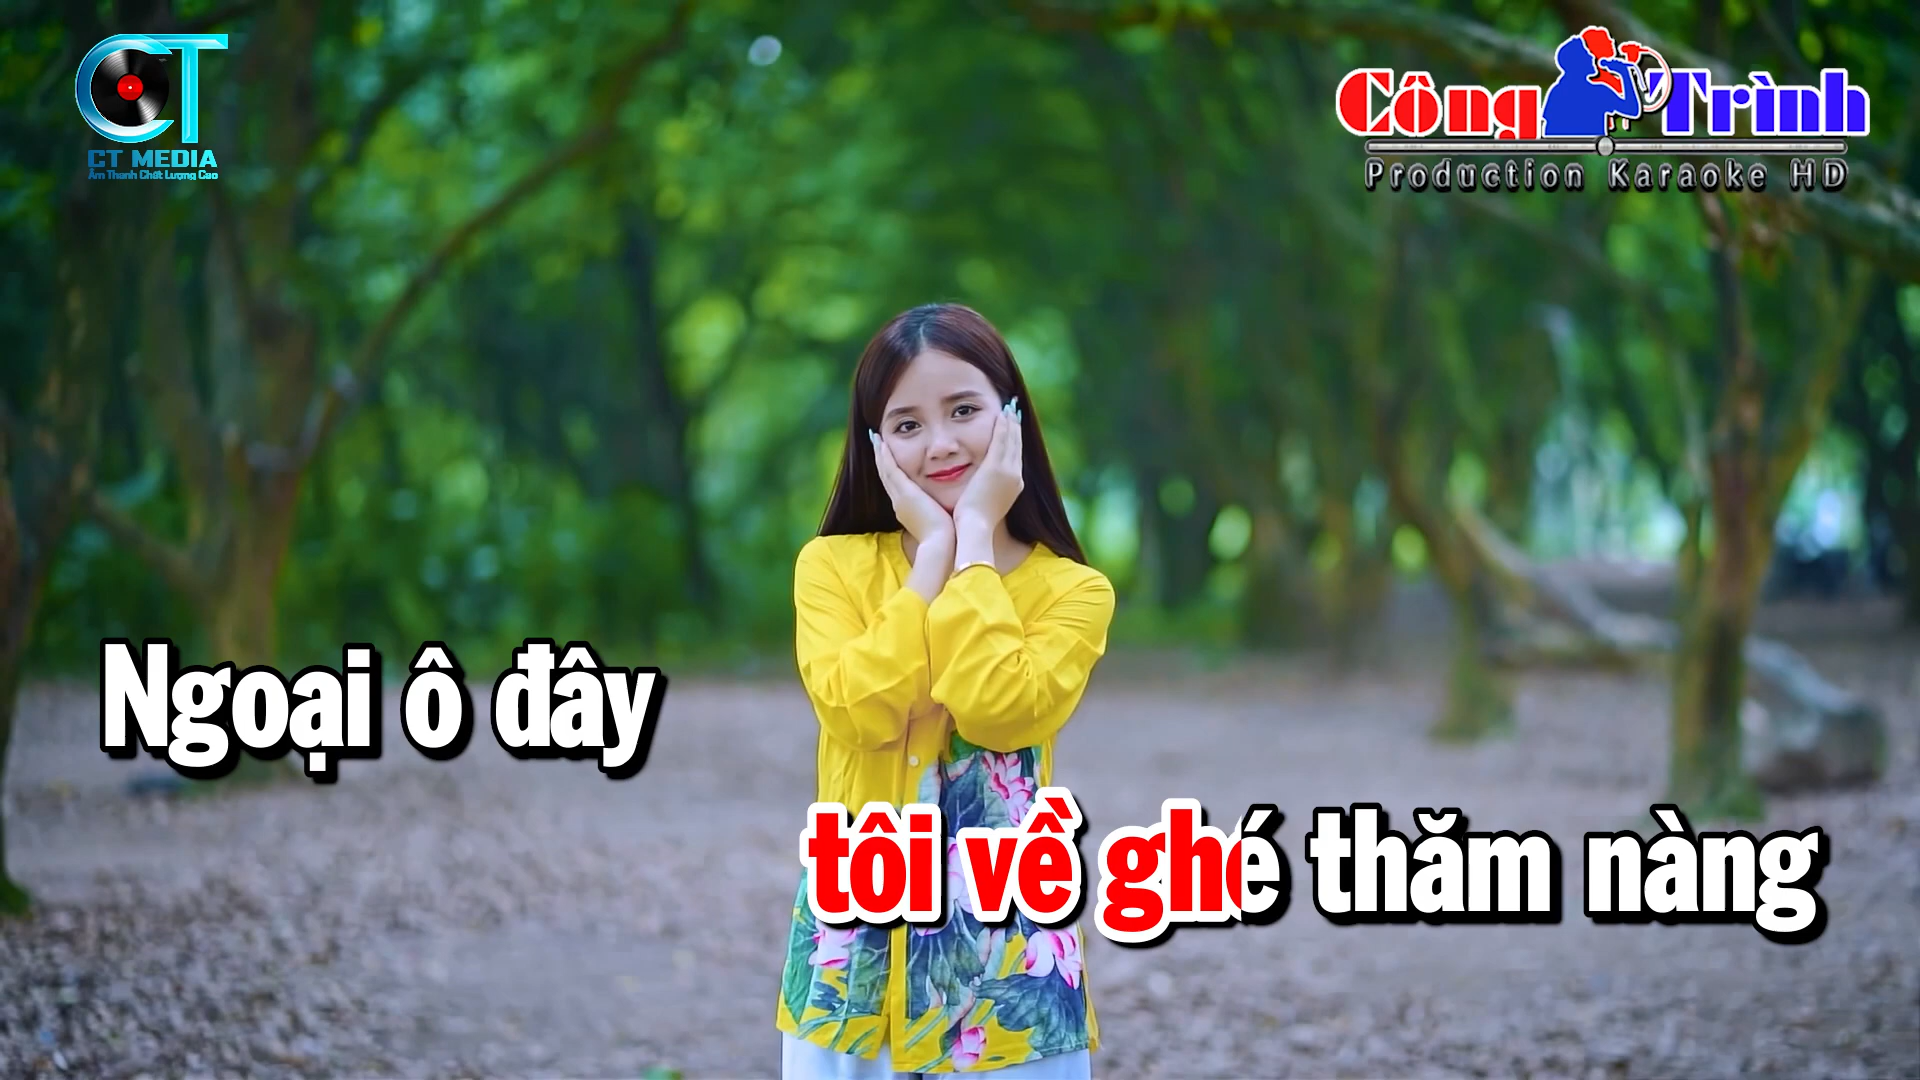 CT
CT MEDIA
Âm Thanh Chất Lượng Cao
Công Trình
Production Karaoke HD
Ngoại ô đây
tôi về ghé thăm nàng